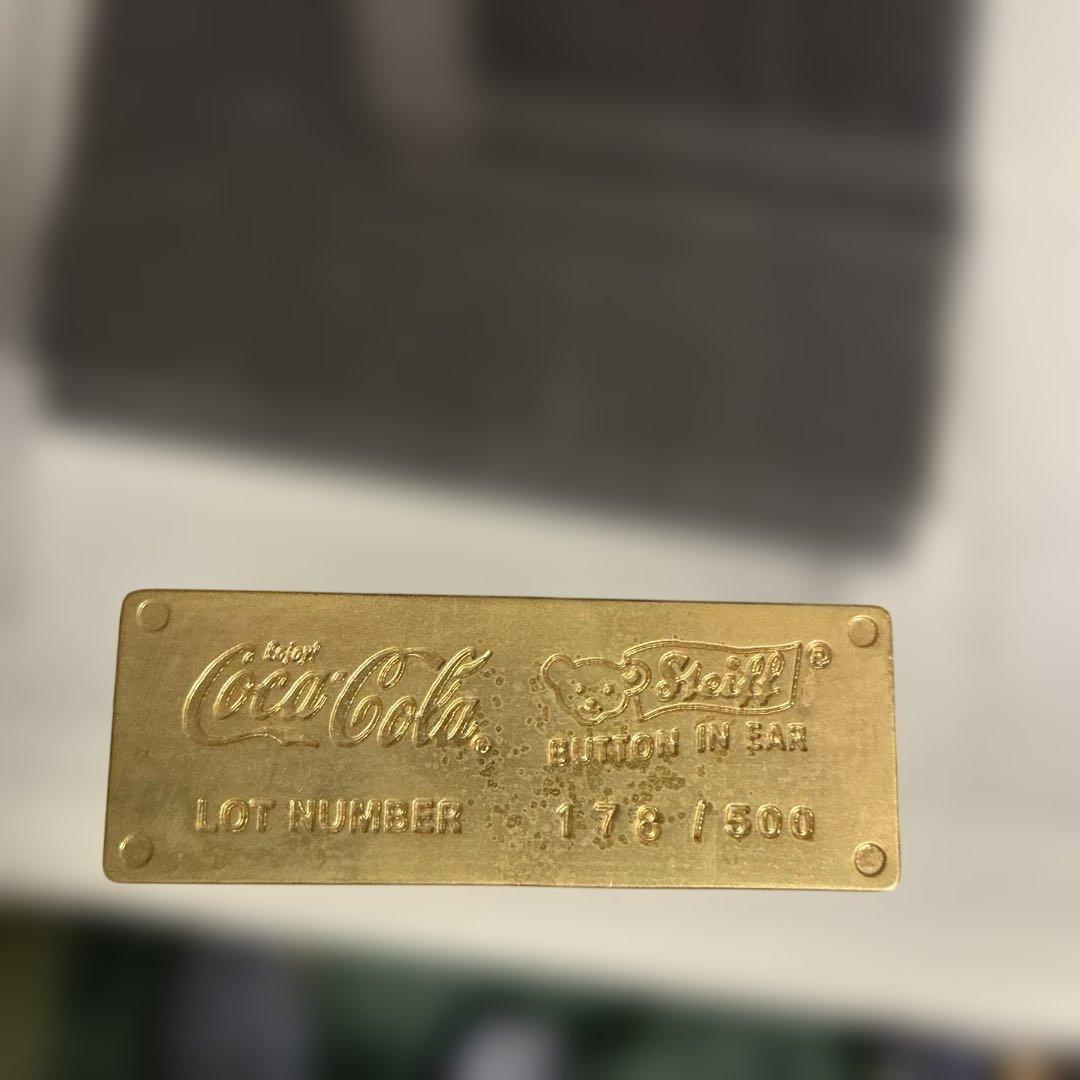 Enjoy
Coca-Cola®
Steiff®
BUTTON IN EAR
LOT NUMBER 178 / 500